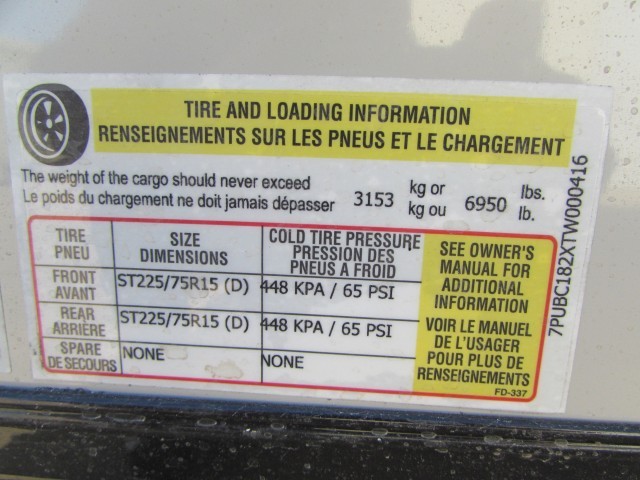 TIRE AND LOADING INFORMATION
RENSEIGNEMENTS SUR LES PNEUS ET LE CHARGEMENT
The weight of the cargo should never exceed
Le poids du chargement ne doit jamais dépasser
3153
kg or
kg ou
6950
lbs.
lb.
TIRE
PNEU
SIZE
DIMENSIONS
COLD TIRE PRESSURE
PRESSION DES
PNEUS A FROID
FRONT
AVANT
ST225/75R15 (D)
448 KPA / 65 PSI
REAR
ARRIÈRE
ST225/75R15 (D)
448 KPA / 65 PSI
SPARE
DE SECOURS
NONE
NONE
SEE OWNER'S
MANUAL FOR
ADDITIONAL
INFORMATION
VOIR LE MANUEL
DE L'USAGER
POUR PLUS DE
RENSEIGNEMENTS
FD-337
7PUBC182XTW000416